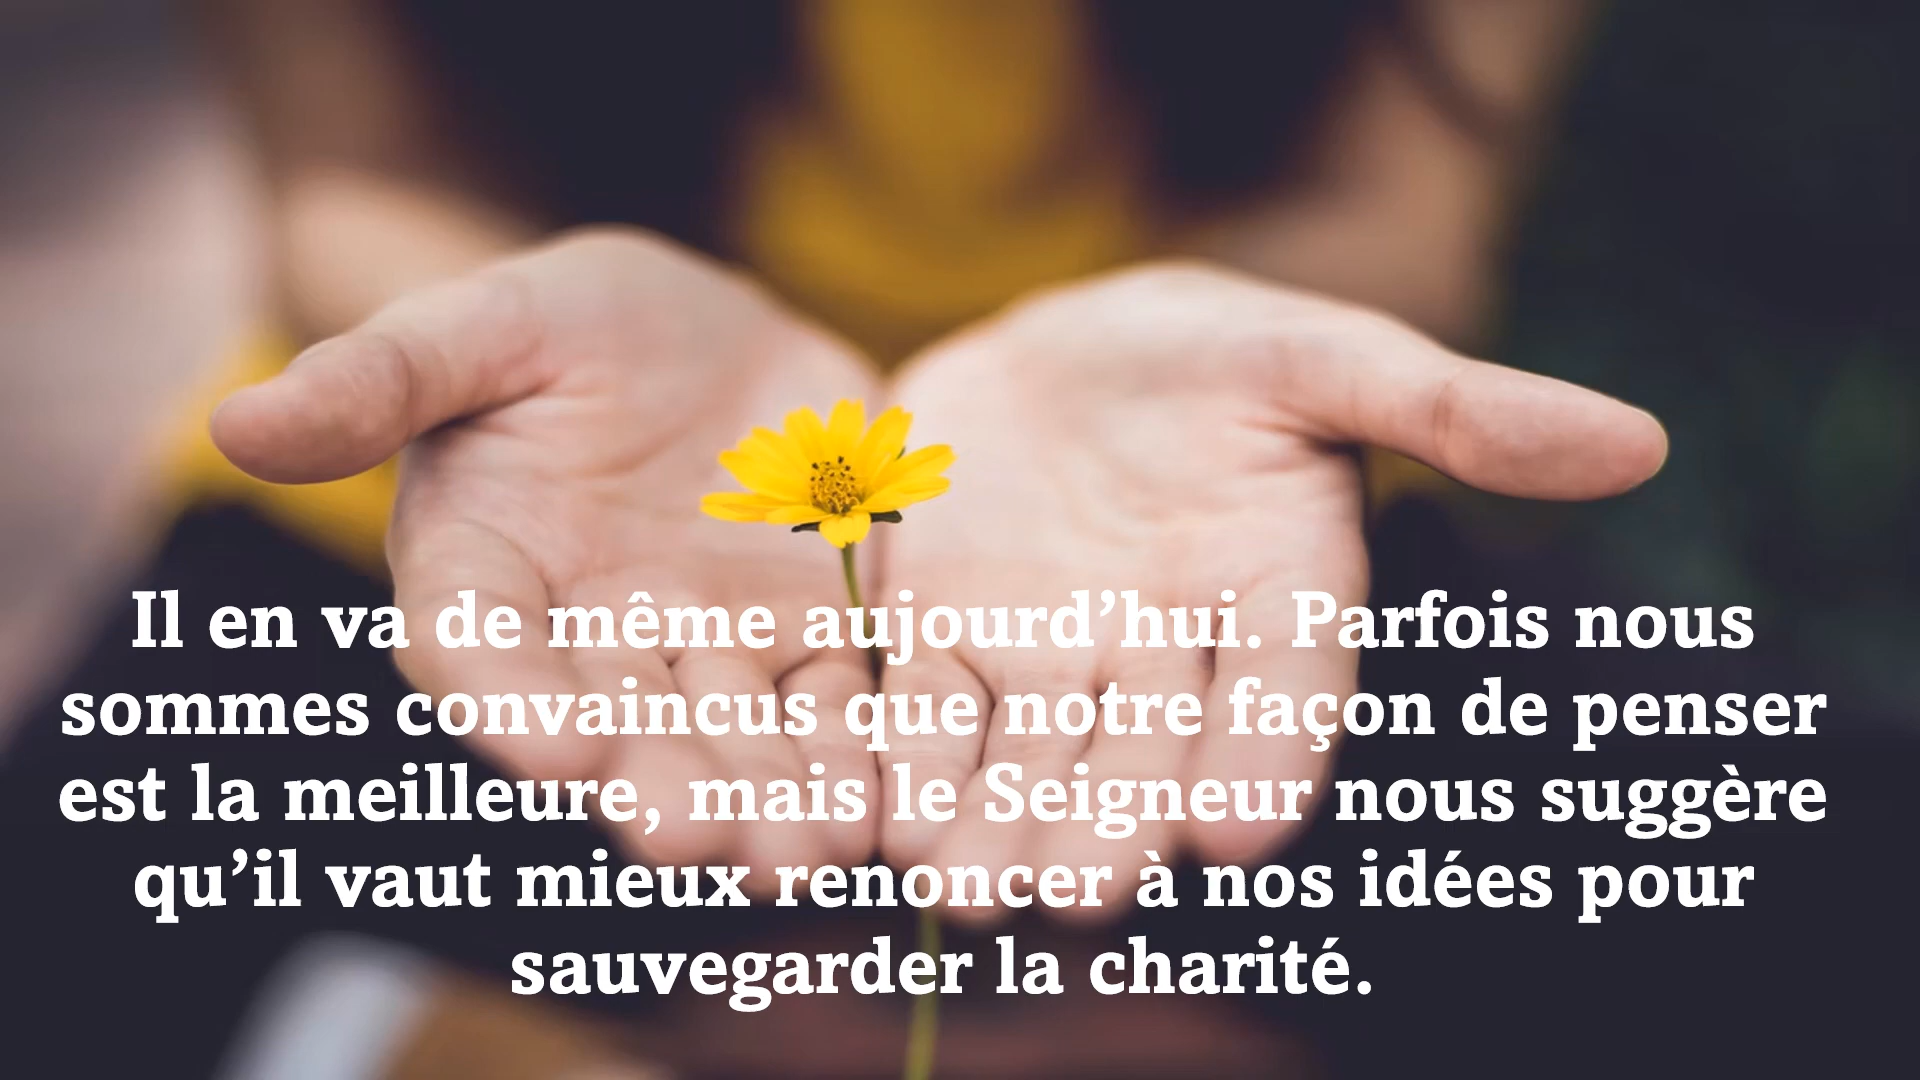 Il en va de même aujourd’hui. Parfois nous
sommes convaincus que notre façon de penser
est la meilleure, mais le Seigneur nous suggère
qu’il vaut mieux renoncer à nos idées pour
sauvegarder la charité.